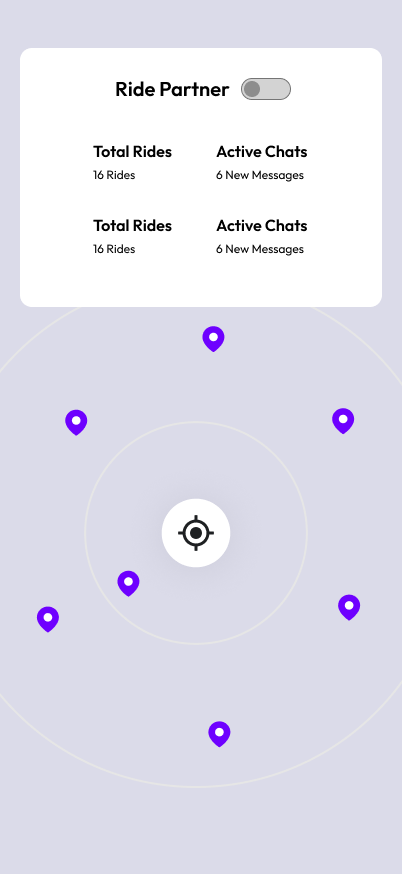 Ride Partner
Total Rides
16 Rides
Active Chats
6 New Messages
Total Rides
16 Rides
Active Chats
6 New Messages